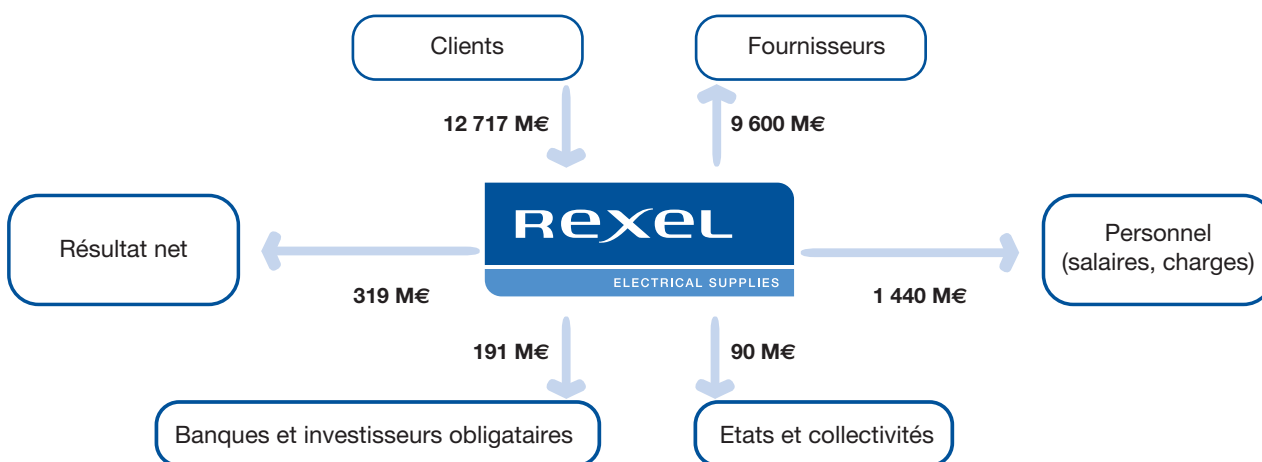 Clients
Fournisseurs
12 717 M€
9 600 M€
REXEL
ELECTRICAL SUPPLIES
Résultat net
Personnel
(salaires, charges)
319 M€
1 440 M€
191 M€
90 M€
Banques et investisseurs obligataires
Etats et collectivités